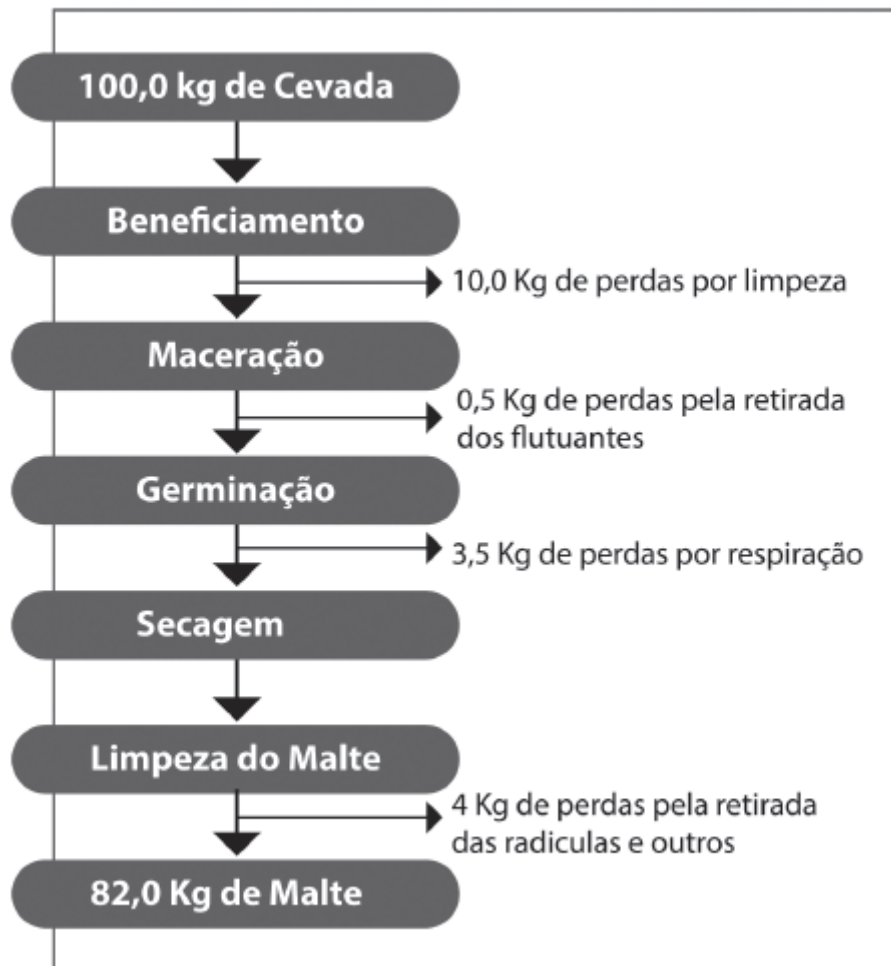 100,0 kg de Cevada
Beneficiamento
10,0 Kg de perdas por limpeza
Maceração
0,5 Kg de perdas pela retirada
dos flutuantes
Germinação
3,5 Kg de perdas por respiração
Secagem
Limpeza do Malte
4 Kg de perdas pela retirada
das radiculas e outros
82,0 Kg de Malte